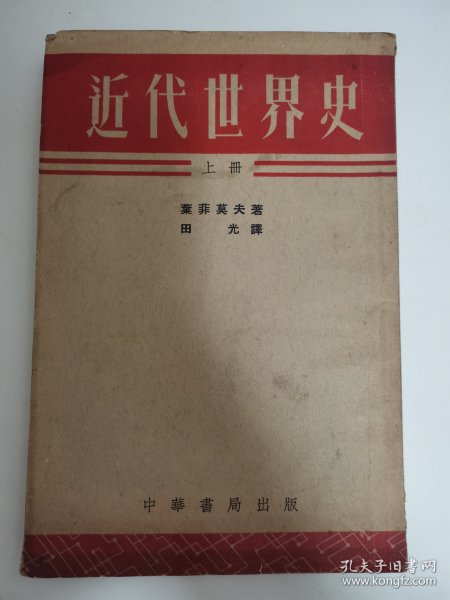 近代世界史
上冊
葉菲莫夫著
田光譯
中華書局出版
孔夫子旧书网
www.kongfz.com